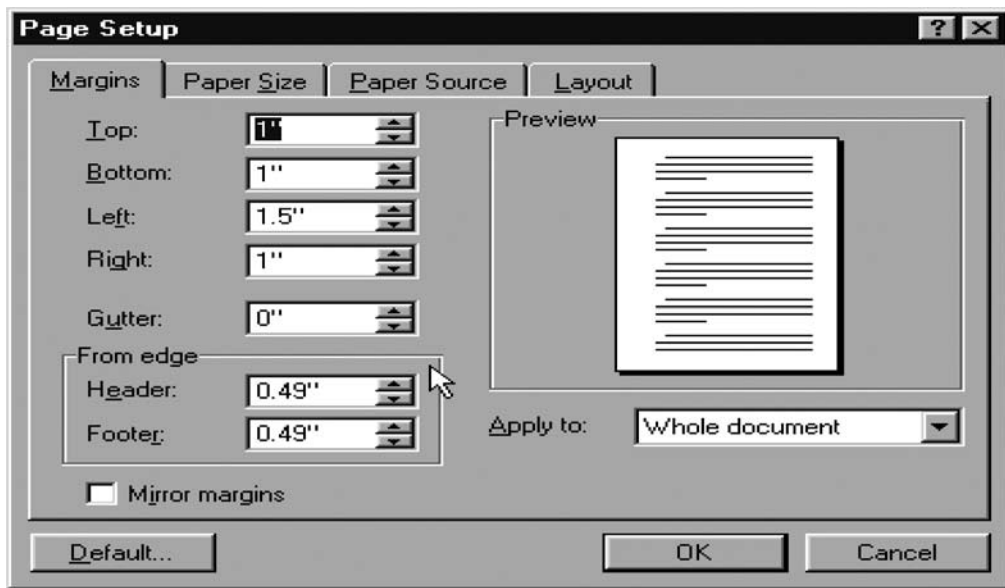 Page Setup
Margins Paper Size Paper Source Layout
Top: 1"
Bottom: 1"
Left: 1.5"
Right: 1"
Gutter: 0"
From edge
Header: 0.49"
Footer: 0.49"
Mirror margins
Preview
Apply to: Whole document
Default... OK Cancel